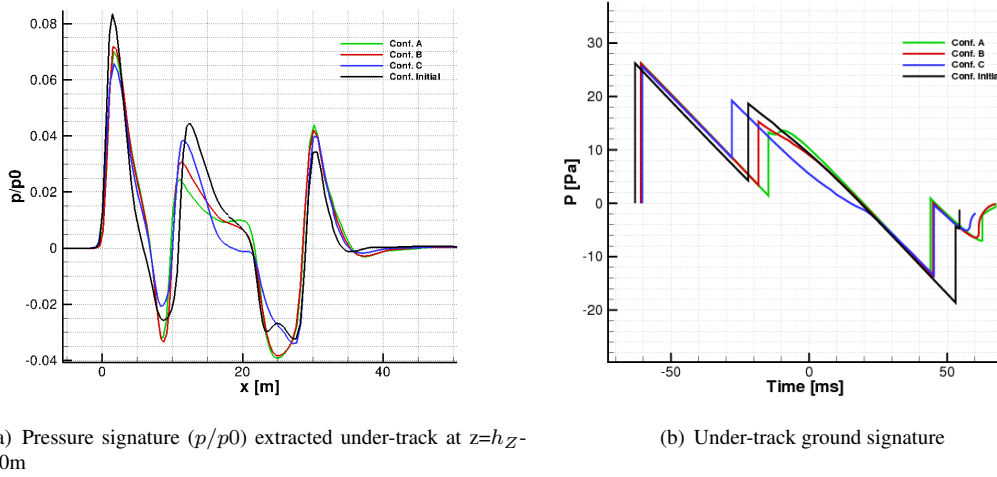 0.08
0.06
0.04
0.02
0
-0.02
-0.04
p/p0
Conf. A
Conf. B
Conf. C
Conf. Initial
0
20
40
x [m]
30
20
10
0
-10
-20
P [Pa]
Conf. A
Conf. B
Conf. C
Conf. Initia
-50
0
50
Time [ms]
) Pressure signature (p/p0) extracted under-track at z=hZ-
0m
(b) Under-track ground signature